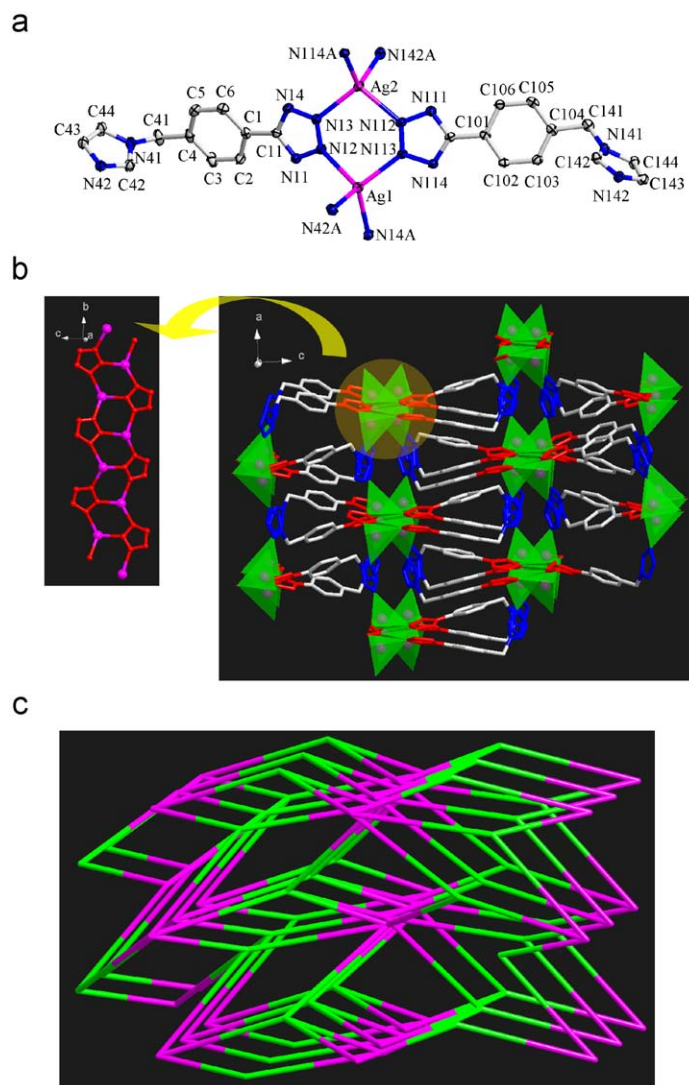 a
N114A N142A
Ag2
C5 C6 N14 N111 C106 C105
C44 C41 C1 N13 N112 C101 C104 C141
C43 N41 C4 C11 N12 N113 N141
N42 C42 C3 C2 N11 N114 C102 C103 C142 C144
Ag1 N142 C143
N42A N14A
b
b
c a
a
c
c